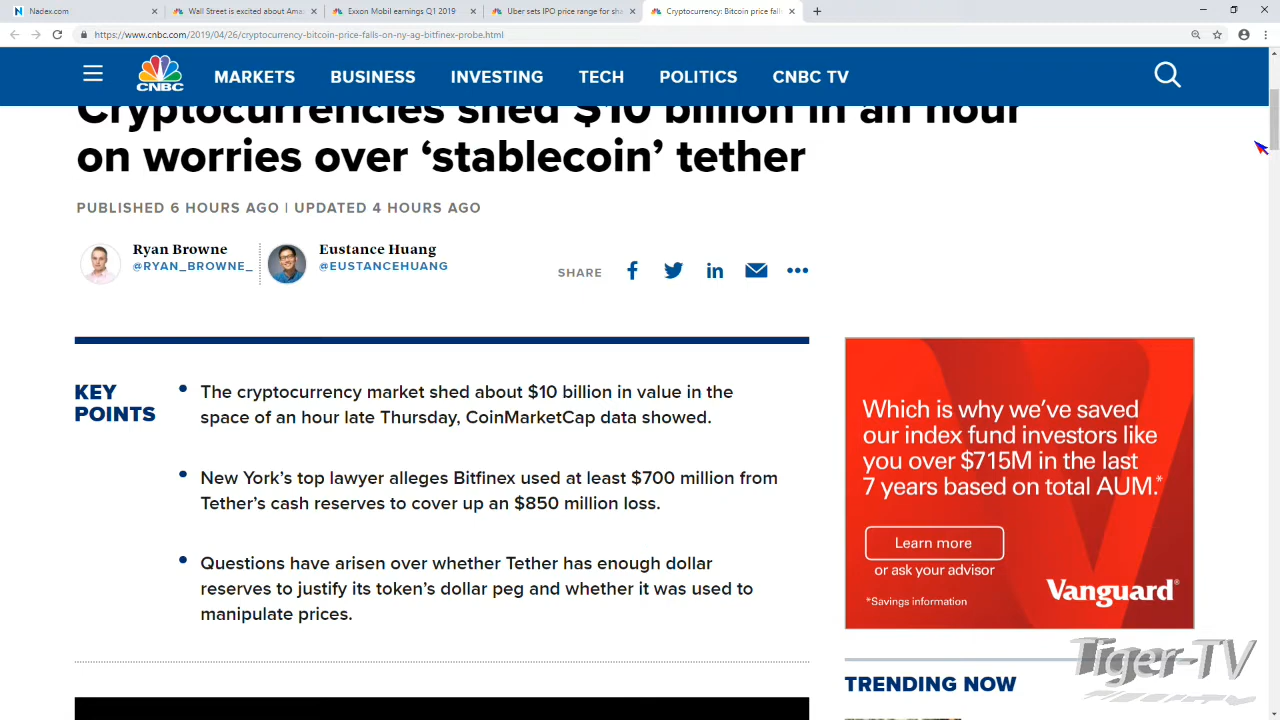 Nadex.com
Wall Street is excited about Ama
Exxon Mobil earnings Q1 2019
Uber sets IPO price range for sha
Cryptocurrency: Bitcoin price fall
https://www.cnbc.com/2019/04/26/cryptocurrency-bitcoin-price-falls-on-ny-ag-bitfinex-probe.html
CNBC
MARKETS
BUSINESS
INVESTING
TECH
POLITICS
CNBC TV
Cryptocurrencies shed $10 billion in an hour
on worries over ‘stablecoin’ tether
PUBLISHED 6 HOURS AGO | UPDATED 4 HOURS AGO
Ryan Browne
@RYAN_BROWNE_
Eustance Huang
@EUSTANCEHUANG
SHARE
KEY
POINTS
The cryptocurrency market shed about $10 billion in value in the
space of an hour late Thursday, CoinMarketCap data showed.
New York’s top lawyer alleges Bitfinex used at least $700 million from
Tether’s cash reserves to cover up an $850 million loss.
Questions have arisen over whether Tether has enough dollar
reserves to justify its token’s dollar peg and whether it was used to
manipulate prices.
Which is why we’ve saved
our index fund investors like
you over $715M in the last
7 years based on total AUM.*
Learn more
or ask your advisor
*Savings information
Vanguard®
TRENDING NOW
Tiger-TV